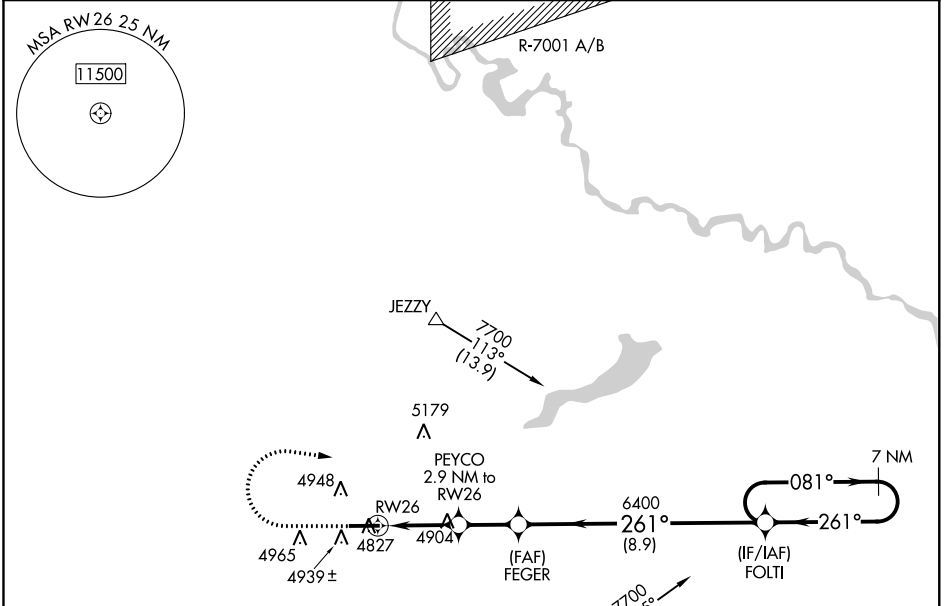 MSA RW26 25 NM
11500
R-7001 A/B
JEZZY
7700
113°
(13.9)
5179
PEYCO
2.9 NM to
RW26
7 NM
081°
4948
RW26
6400
261°
(8.9)
261°
4965
4827
4904
4939±
(FAF)
FEGER
(IF/IAF)
FOLTI
7700